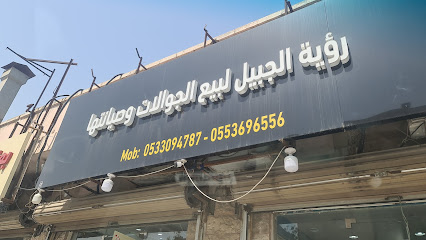 رؤية الجبيل لبيع الجوالات وصيانتها
Mob: 0533094787 - 0553696556